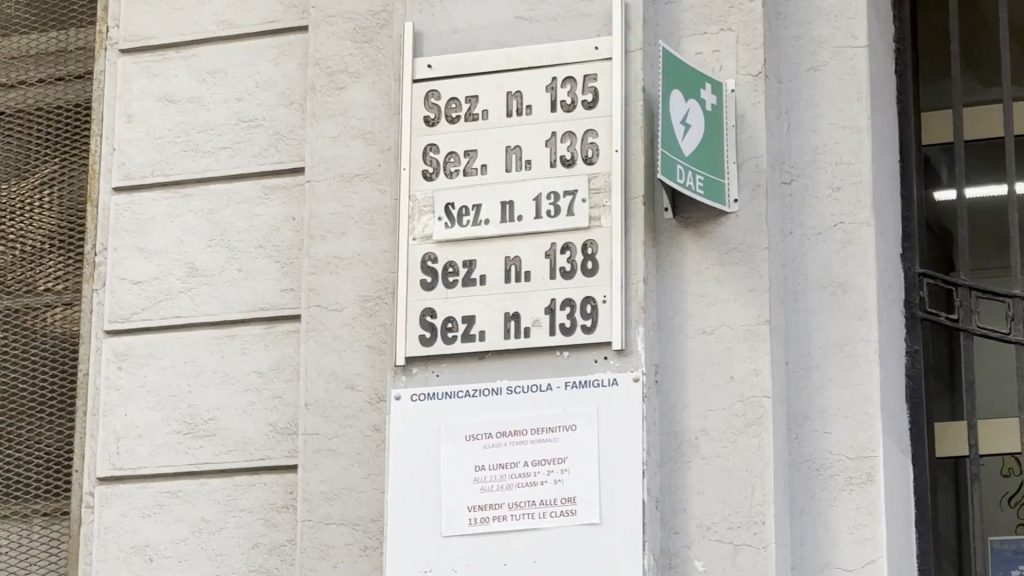 Sez. n. 135
Sez. n. 136
Sez. n. 137
Sez. n. 138
Sez. n. 139
DAE
COMUNICAZIONI SCUOLA - FAMIGLIA
USCITA ORARIO DEFINITIVO
(CLASSI A TEMPO NORMALE)
DA LUNEDI' A GIOVEDI'
ALLE 13.30 (CLASSI 1^- 2^- 3^)
ALLE 14.00 (CLASSI 4^- 5^)
VENERDI' USCITA ALLE ORE
13.00 PER TUTTE LE CLASSI